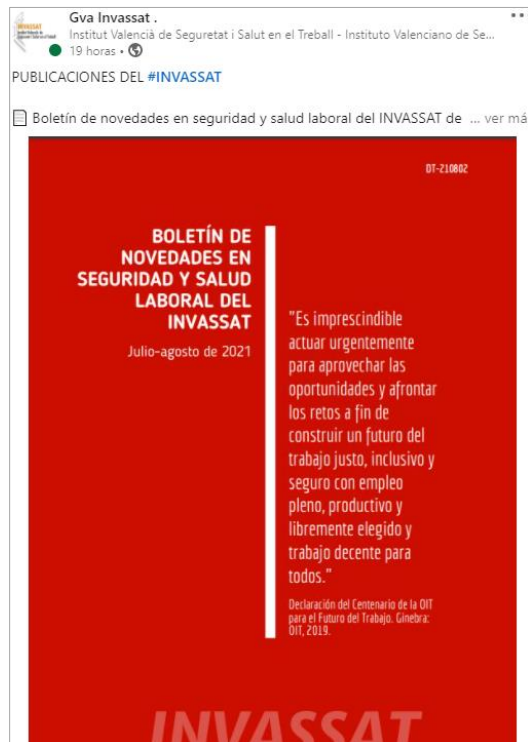 Gva Invassat .
Institut Valencià de Seguretat i Salut en el Treball - Instituto Valenciano de Se...
19 horas •
PUBLICACIONES DEL #INVASSAT
Boletín de novedades en seguridad y salud laboral del INVASSAT de ... ver má
DT-210802
BOLETÍN DE
NOVEDADES EN
SEGURIDAD Y SALUD
LABORAL DEL
INVASSAT
Julio-agosto de 2021
"Es imprescindible
actuar urgentemente
para aprovechar las
oportunidades y afrontar
los retos a fin de
construir un futuro del
trabajo justo, inclusivo y
seguro con empleo
pleno, productivo y
libremente elegido y
trabajo decente para
todos."
Declaración del Centenario de la OIT
para el Futuro del Trabajo. Ginebra:
OIT, 2019.
INVASSAT